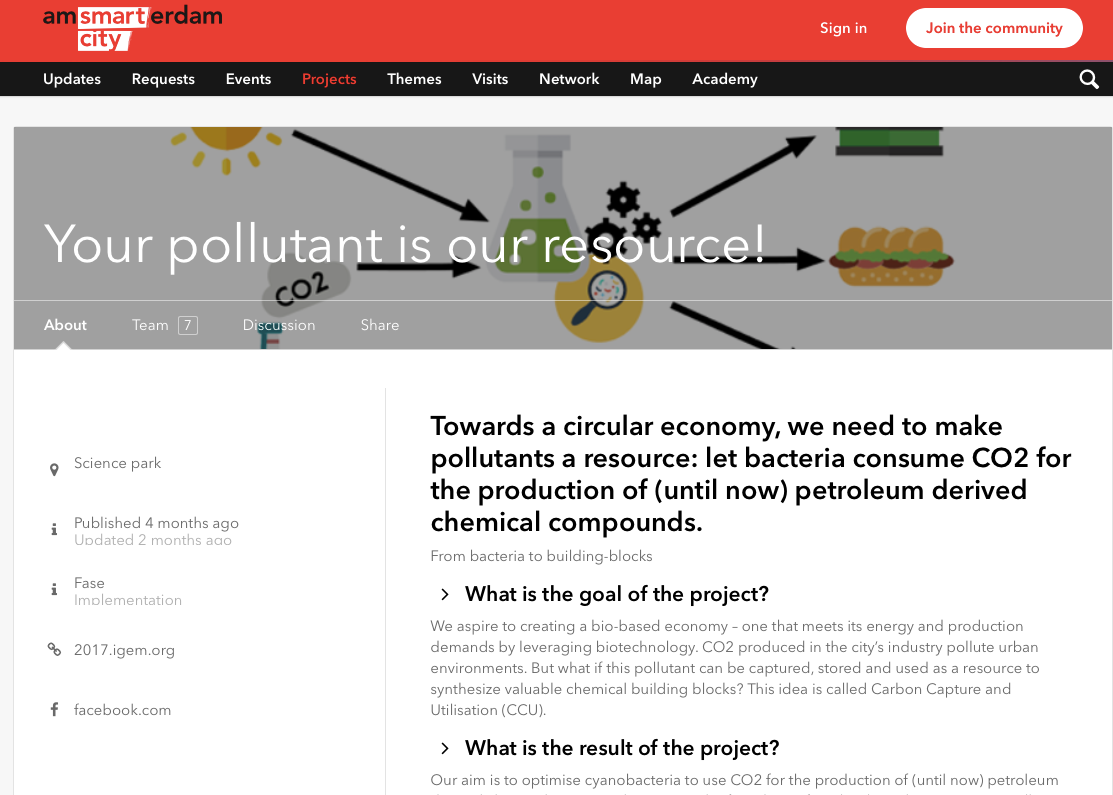 amsmarterdam
city
Sign in
Join the community
Updates Requests Events Projects Themes Visits Network Map Academy
Your pollutant is our resource!
CO2
About Team 7 Discussion Share
Science park
Published 4 months ago
Updated 2 months ago
Fase
Implementation
2017.igem.org
facebook.com
Towards a circular economy, we need to make
pollutants a resource: let bacteria consume CO2 for
the production of (until now) petroleum derived
chemical compounds.
From bacteria to building-blocks
What is the goal of the project?
We aspire to creating a bio-based economy – one that meets its energy and production
demands by leveraging biotechnology. CO2 produced in the city's industry pollute urban
environments. But what if this pollutant can be captured, stored and used as a resource to
synthesize valuable chemical building blocks? This idea is called Carbon Capture and
Utilisation (CCU).
What is the result of the project?
Our aim is to optimise cyanobacteria to use CO2 for the production of (until now) petroleum